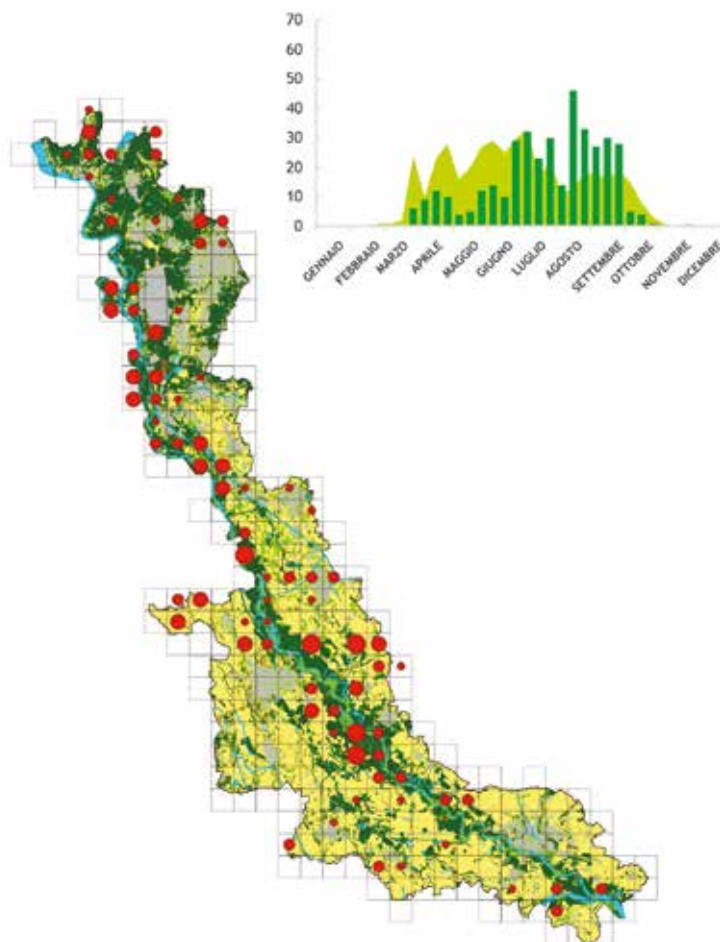 70
60
50
40
30
20
10
0
GENNAIO
FEBBRAIO
MARZO
APRILE
MAGGIO
GIUGNO
LUGLIO
AGOSTO
SETTEMBRE
OTTOBRE
NOVEMBRE
DICEMBRE